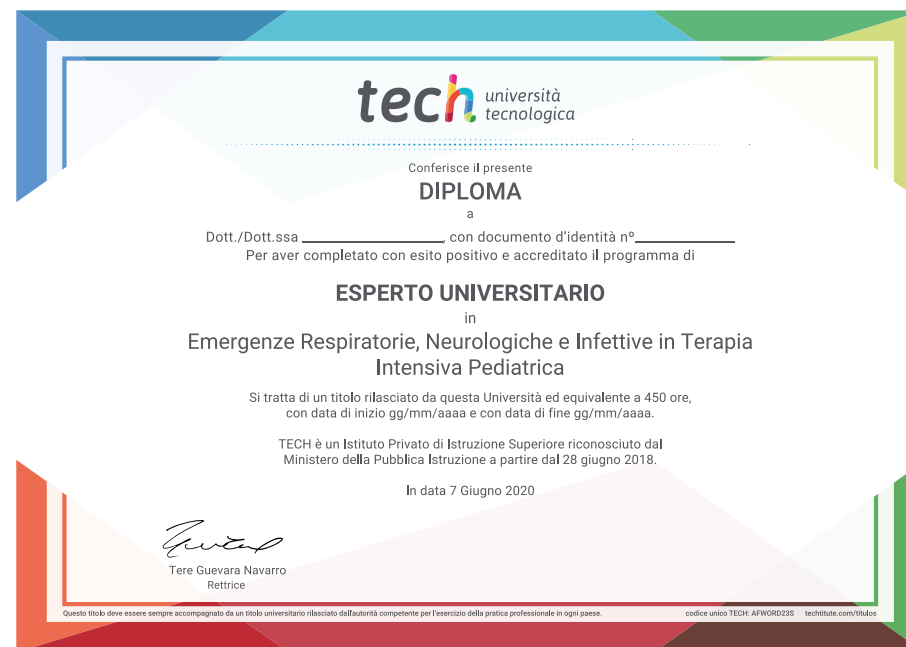 tech università
tecnologica
Conferisce il presente
DIPLOMA
a
Dott./Dott.ssa ____________________, con documento d'identità nº______________
Per aver completato con esito positivo e accreditato il programma di
ESPERTO UNIVERSITARIO
in
Emergenze Respiratorie, Neurologiche e Infettive in Terapia
Intensiva Pediatrica
Si tratta di un titolo rilasciato da questa Università ed equivalente a 450 ore,
con data di inizio gg/mm/aaaa e con data di fine gg/mm/aaaa.
TECH è un Istituto Privato di Istruzione Superiore riconosciuto dal
Ministero della Pubblica Istruzione a partire dal 28 giugno 2018.
In data 7 Giugno 2020
Tere Guevara Navarro
Rettrice
Questo titolo deve essere sempre accompagnato da un titolo universitario rilasciato dall'autorità competente per l'esercizio della pratica professionale in ogni paese. codice unico TECH: AFWORD23S techtitute.com/titulos